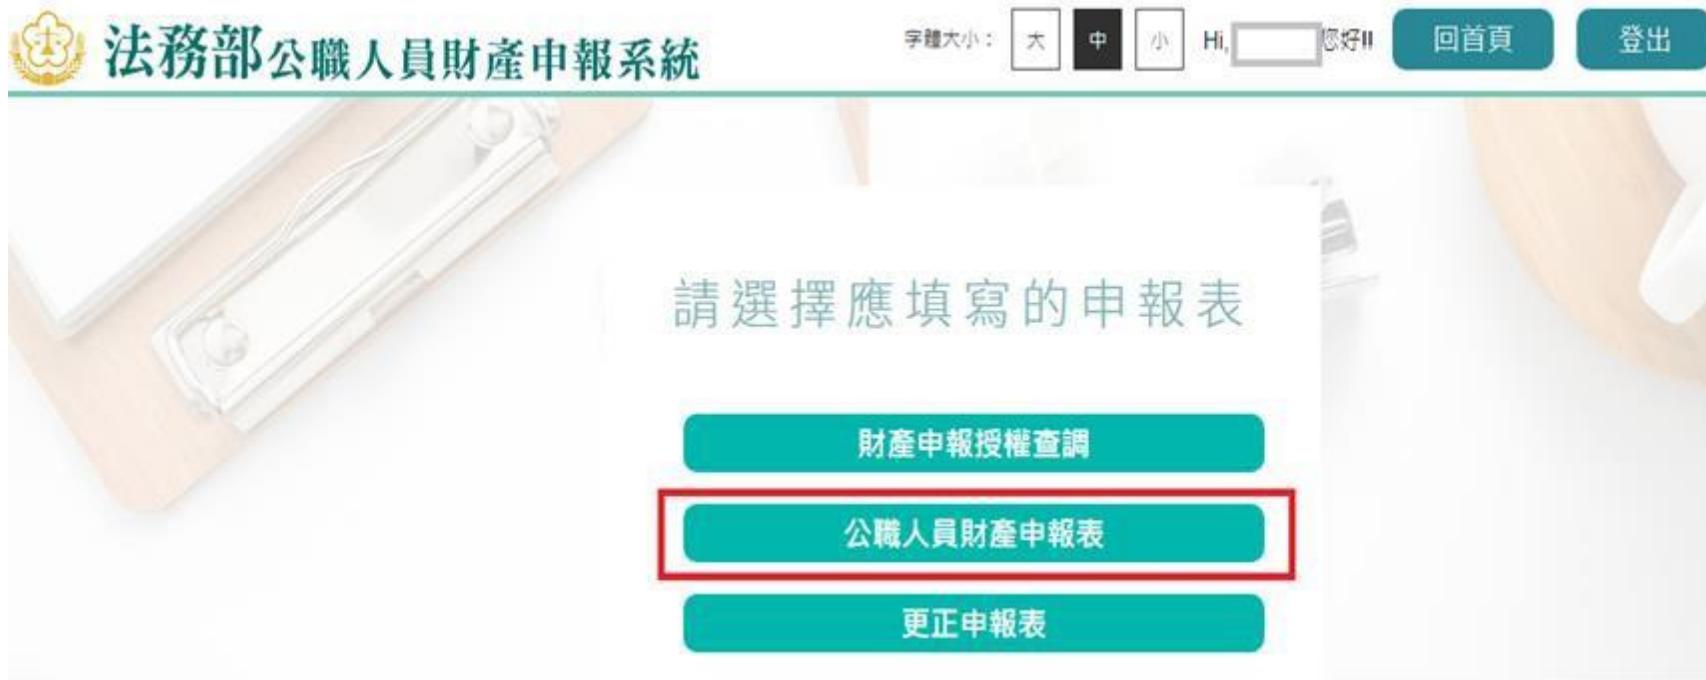 法務部公職人員財產申報系統
字體大小： 大 中 小 Hi, 您好!! 回首頁 登出
請選擇應填寫的申報表
財產申報授權查調
公職人員財產申報表
更正申報表